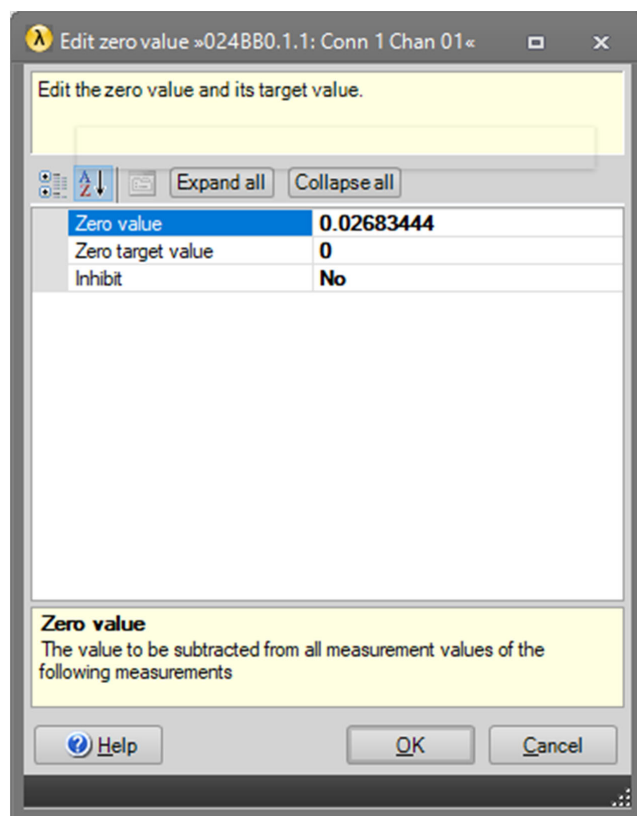 λ Edit zero value »024BB0.1.1: Conn 1 Chan 01«
Edit the zero value and its target value.
Expand all Collapse all
Zero value 0.02683444
Zero target value 0
Inhibit No
Zero value
The value to be subtracted from all measurement values of the
following measurements
Help OK Cancel